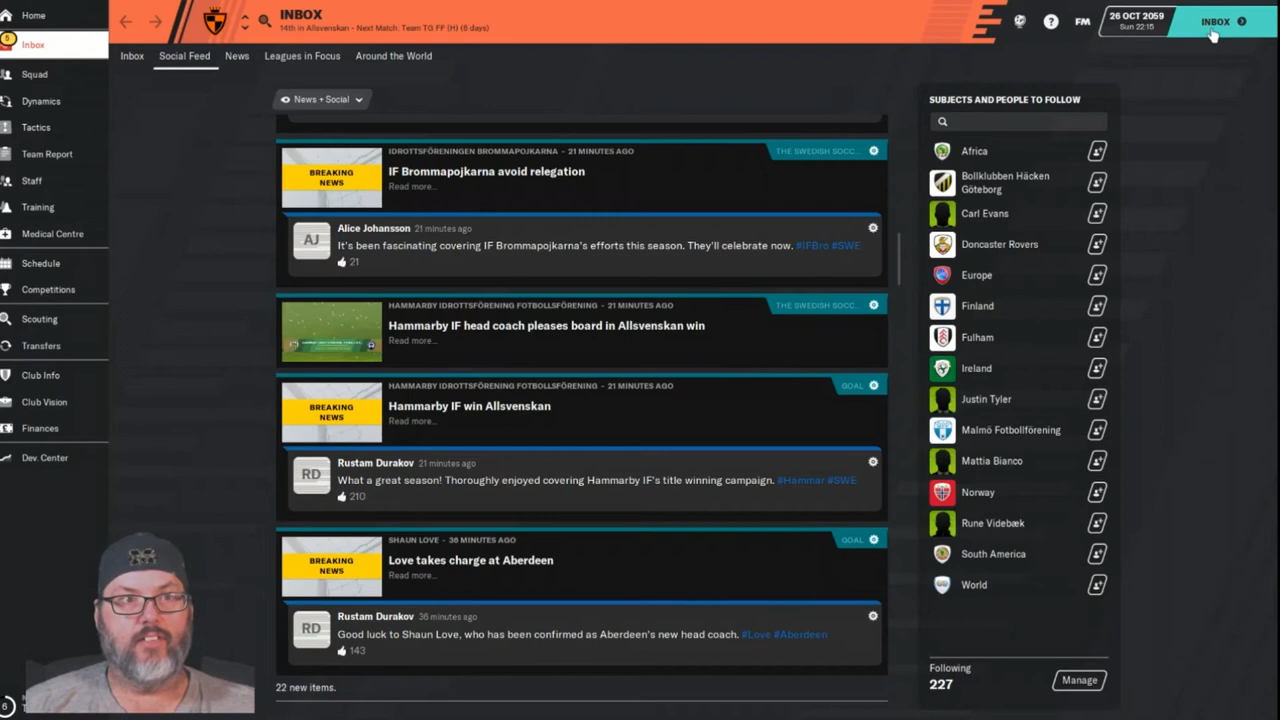 Home
5
Inbox
Squad
Dynamics
Tactics
Team Report
Staff
Training
Medical Centre
Schedule
Competitions
Scouting
Transfers
Club Info
Club Vision
Finances
Dev. Center
6
INBOX
14th in Allsvenskan - Next Match: Team TG FF (H) (6 days)
?
FM
26 OCT 2059
Sun 22:15
INBOX
Inbox
Social Feed
News
Leagues in Focus
Around the World
News + Social
IDROTTSFÖRENINGEN BROMMAPOJKARNA - 21 MINUTES AGO
THE SWEDISH SOCC...
BREAKING
NEWS
IF Brommapojkarna avoid relegation
Read more...
AJ
Alice Johansson 21 minutes ago
It's been fascinating covering IF Brommapojkarna's efforts this season. They'll celebrate now. #IFBro #SWE
21
HAMMARBY IDROTTSFÖRENING FOTBOLLSFÖRENING - 21 MINUTES AGO
THE SWEDISH SOCC...
Hammarby IF head coach pleases board in Allsvenskan win
Read more...
HAMMARBY IDROTTSFÖRENING FOTBOLLSFÖRENING - 21 MINUTES AGO
GOAL
BREAKING
NEWS
Hammarby IF win Allsvenskan
Read more...
RD
Rustam Durakov 21 minutes ago
What a great season! Thoroughly enjoyed covering Hammarby IF's title winning campaign. #Hammar #SWE
210
SHAUN LOVE - 36 MINUTES AGO
GOAL
BREAKING
NEWS
Love takes charge at Aberdeen
Read more...
RD
Rustam Durakov 36 minutes ago
Good luck to Shaun Love, who has been confirmed as Aberdeen's new head coach. #Love #Aberdeen
143
22 new items.
SUBJECTS AND PEOPLE TO FOLLOW
Africa
Bollklubben Häcken
Göteborg
Carl Evans
Doncaster Rovers
Europe
Finland
Fulham
Ireland
Justin Tyler
Malmö Fotbollförening
Mattia Bianco
Norway
Rune Videbæk
South America
World
Following
227
Manage